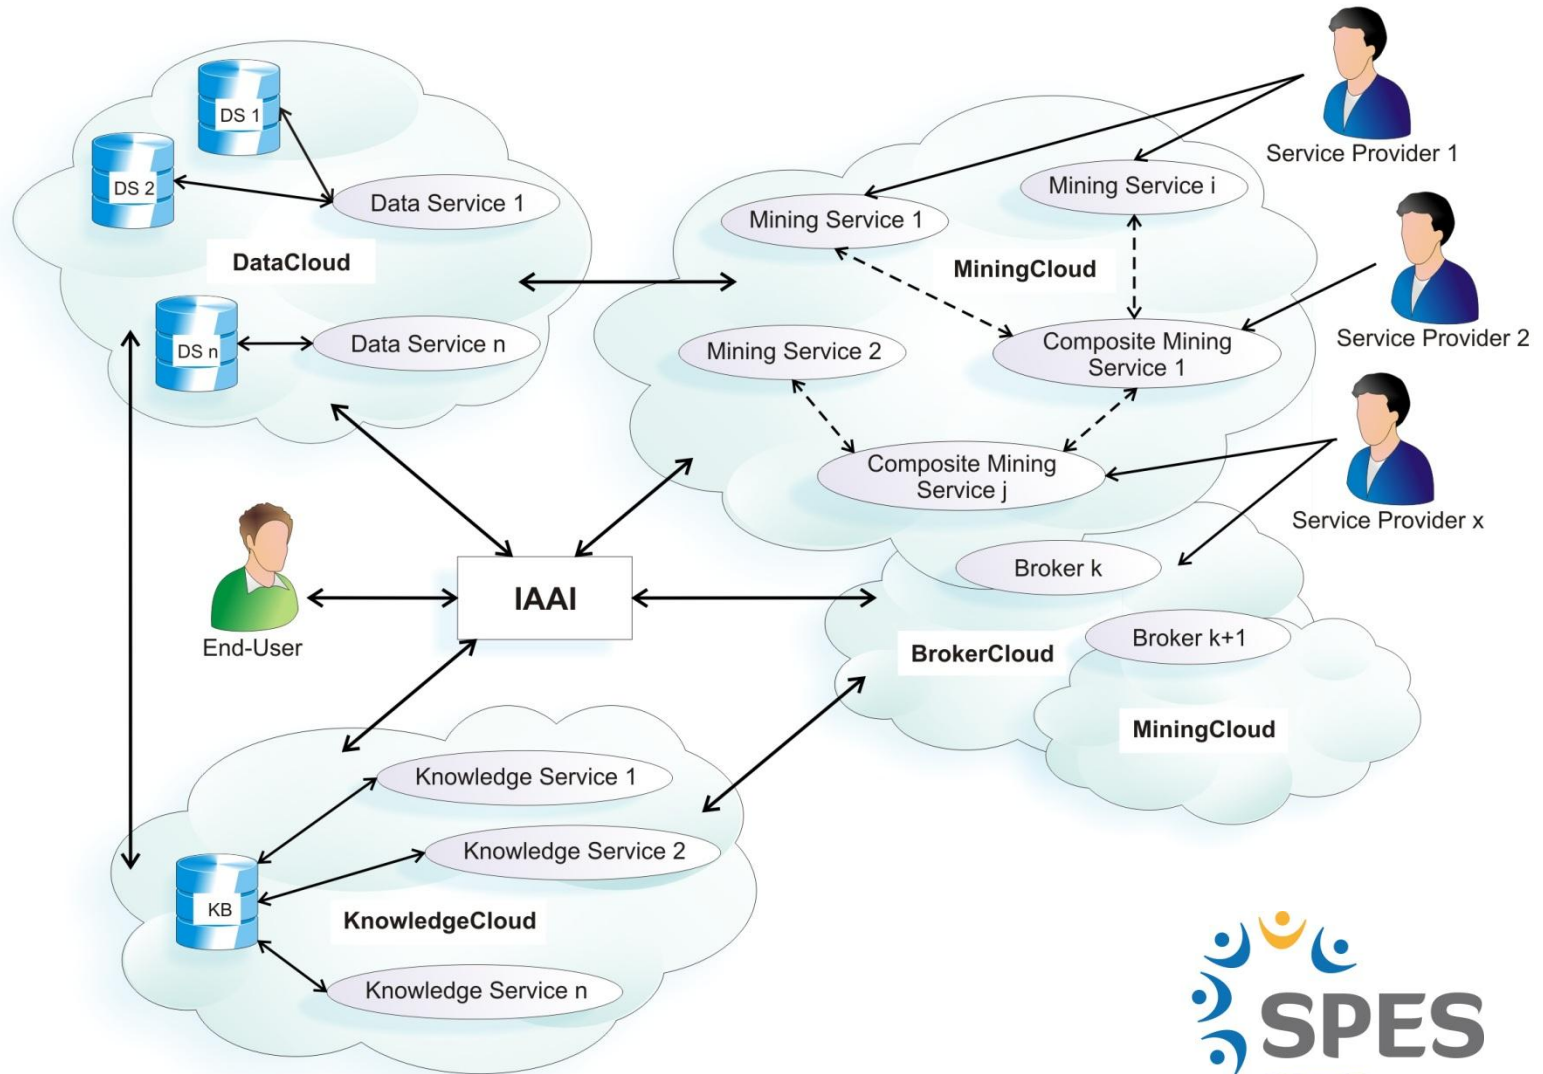 DS 1
DS 2
Data Service 1
DataCloud
DS n
Data Service n
Service Provider 1
Mining Service i
Mining Service 1
MiningCloud
Service Provider 2
Mining Service 2
Composite Mining
Service 1
Composite Mining
Service j
Service Provider x
Broker k
IAAI
End-User
Broker k+1
BrokerCloud
MiningCloud
Knowledge Service 1
Knowledge Service 2
KB
KnowledgeCloud
Knowledge Service n
SPES